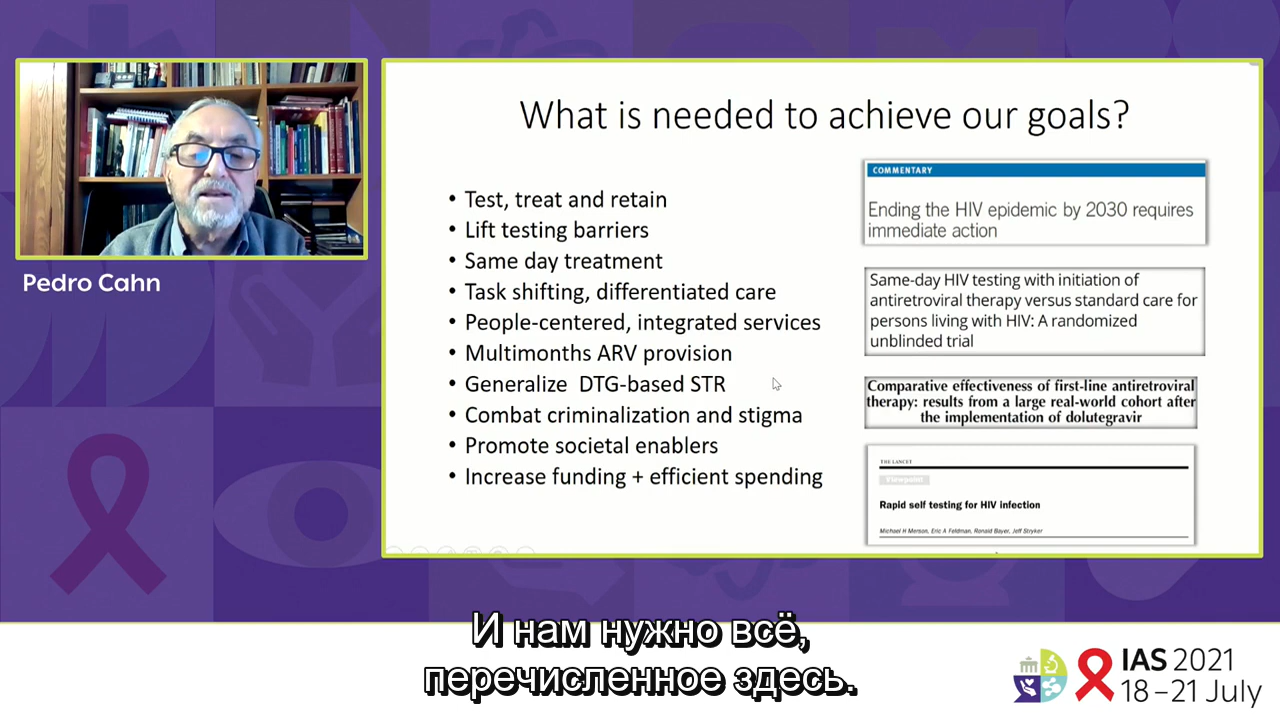 Pedro Cahn
What is needed to achieve our goals?
• Test, treat and retain
• Lift testing barriers
• Same day treatment
• Task shifting, differentiated care
• People-centered, integrated services
• Multimonths ARV provision
• Generalize DTG-based STR
• Combat criminalization and stigma
• Promote societal enablers
• Increase funding + efficient spending
COMMENTARY
Ending the HIV epidemic by 2030 requires
immediate action
Same-day HIV testing with initiation of
antiretroviral therapy versus standard care for
persons living with HIV: A randomized
unblinded trial
Comparative effectiveness of first-line antiretroviral
therapy: results from a large real-world cohort after
the implementation of dolutegravir
THE LANCET
Viewpoint
Rapid self testing for HIV infection
Michael H Merson, Eric A Feldman, Ronald Bayer, Jeff Stryker
И нам нужно всё,
перечисленное здесь.
IAS 2021
18–21 July